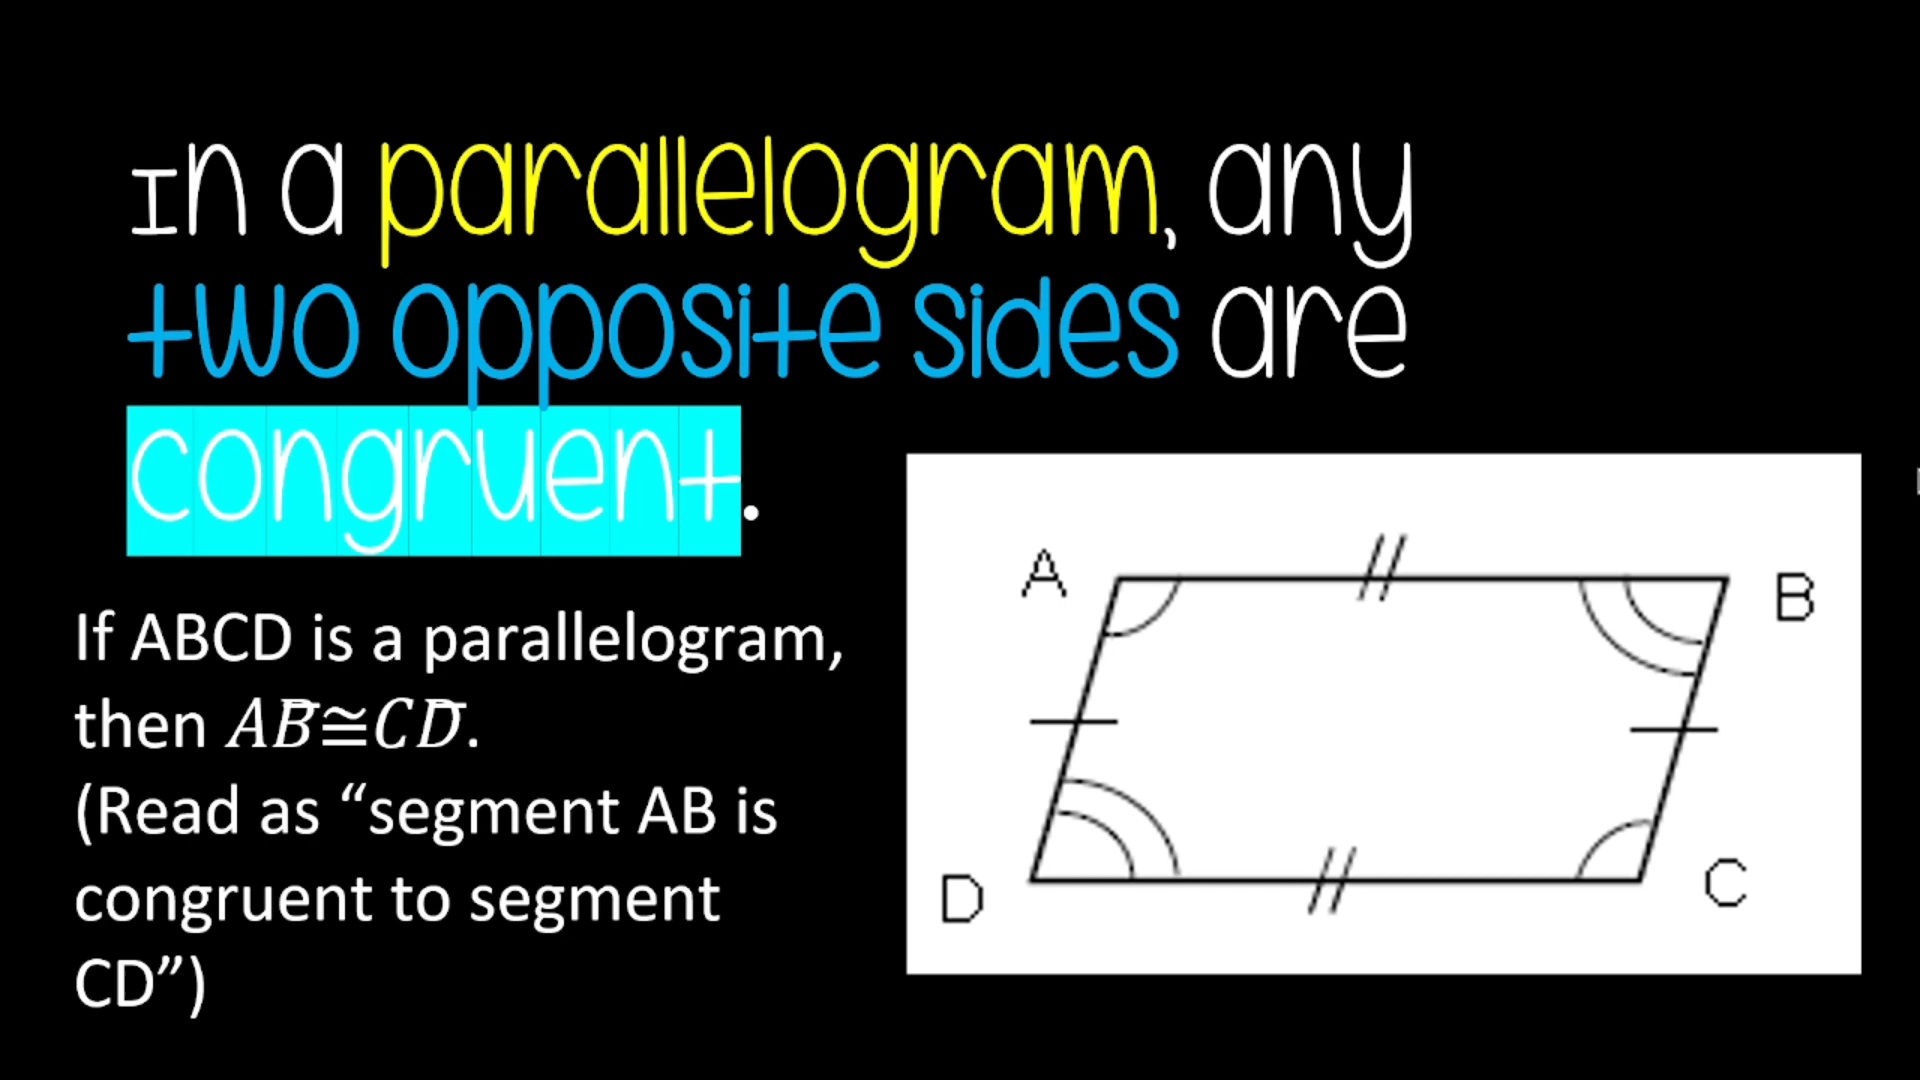 In a parallelogram, any
two opposite sides are
congruent.
If ABCD is a parallelogram,
then AB̅≅CD̅.
(Read as “segment AB is
congruent to segment
CD”)
A
B
D
C